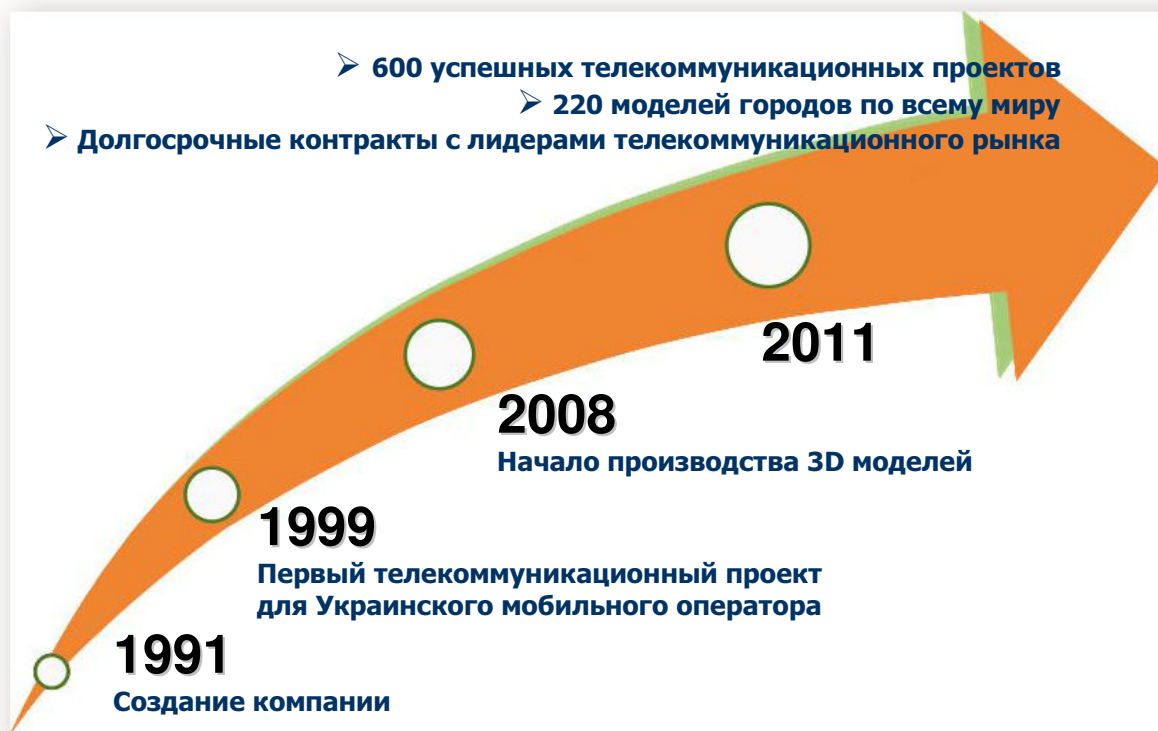 ➢ 600 успешных телекоммуникационных проектов
➢ 220 моделей городов по всему миру
➢ Долгосрочные контракты с лидерами телекоммуникационного рынка
2011
2008
Начало производства 3D моделей
1999
Первый телекоммуникационный проект
для Украинского мобильного оператора
1991
Создание компании